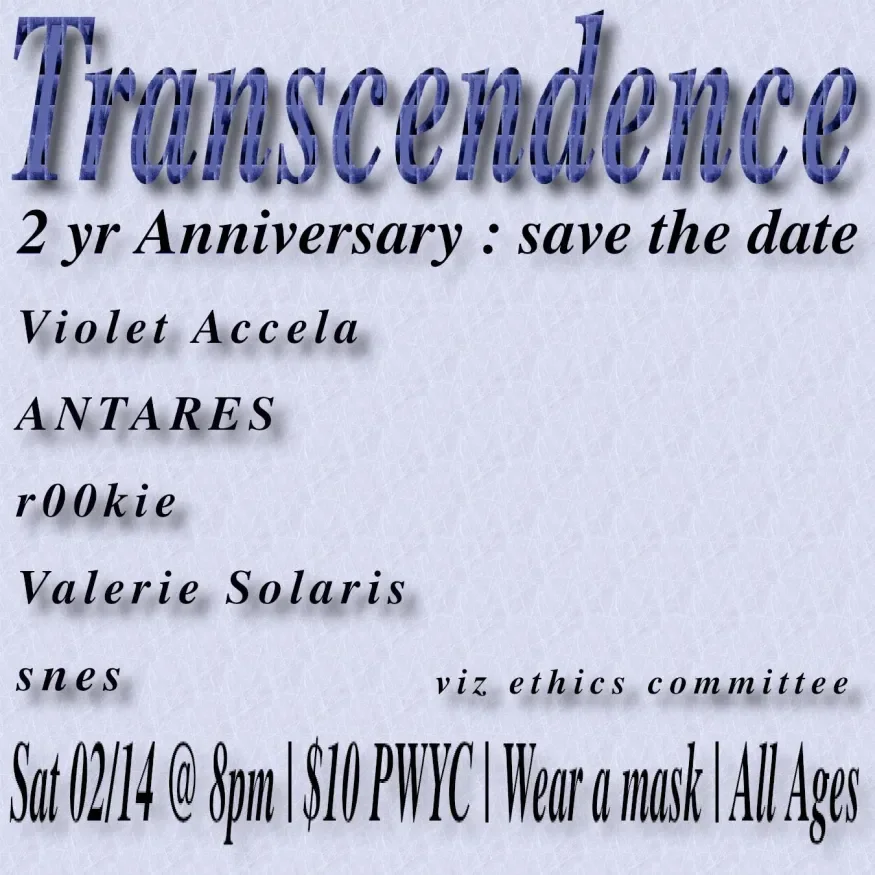 Transcendence
2 yr Anniversary : save the date
Violet Accela
ANTARES
r00kie
Valerie Solaris
snes
viz ethics committee
Sat 02/14 @ 8pm | $10 PWYC | Wear a mask | All Ages